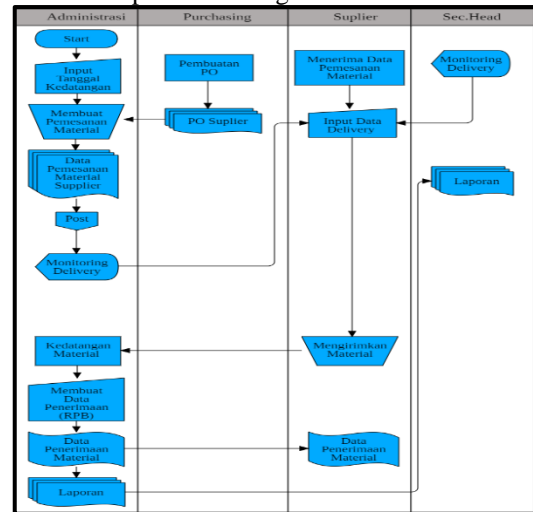 Administrasi
Purchasing
Suplier
Sec.Head
Start
Input
Tanggal
Kedatangan
Membuat
Pemesanan
Material
Data
Pemesanan
Material
Supplier
Post
Monitoring
Delivery
Kedatangan
Material
Membuat
Data
Penerimaan
(RPB)
Data
Penerimaan
Material
Laporan
Pembuatan
PO
PO Suplier
Menerima Data
Pemesanan
Material
Input Data
Delivery
Mengirimkan
Material
Data
Penerimaan
Material
Monitoring
Delivery
Laporan